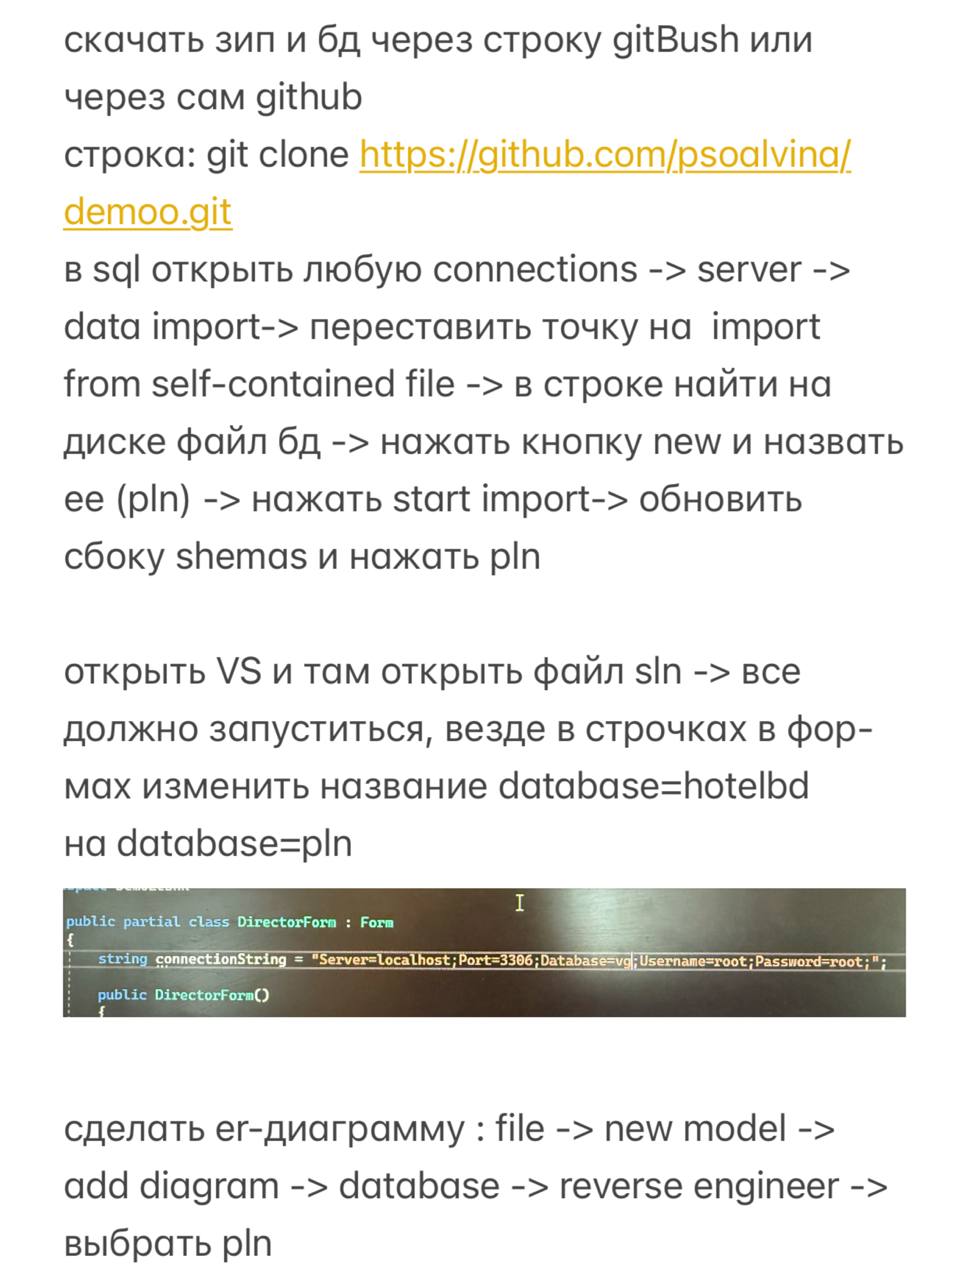 скачать зип и бд через строку gitBush или
через сам github
строка: git clone https://github.com/psoalvina/
demoo.git
в sql открыть любую connections -> server ->
data import-> переставить точку на  import
from self-contained file -> в строке найти на
диске файл бд -> нажать кнопку new и назвать
ее (pln) -> нажать start import-> обновить
сбоку shemas и нажать pln
открыть VS и там открыть файл sln -> все
должно запуститься, везде в строчках в фор-
мах изменить название database=hotelbd
на database=pln
public partial class DirectorForm : Form
{
string connectionString = "Server=localhost;Port=3306;Database=vg;Username=root;Password=root;";
public DirectorForm()
{
сделать er-диаграмму : file -> new model ->
add diagram -> database -> reverse engineer ->
выбрать pln